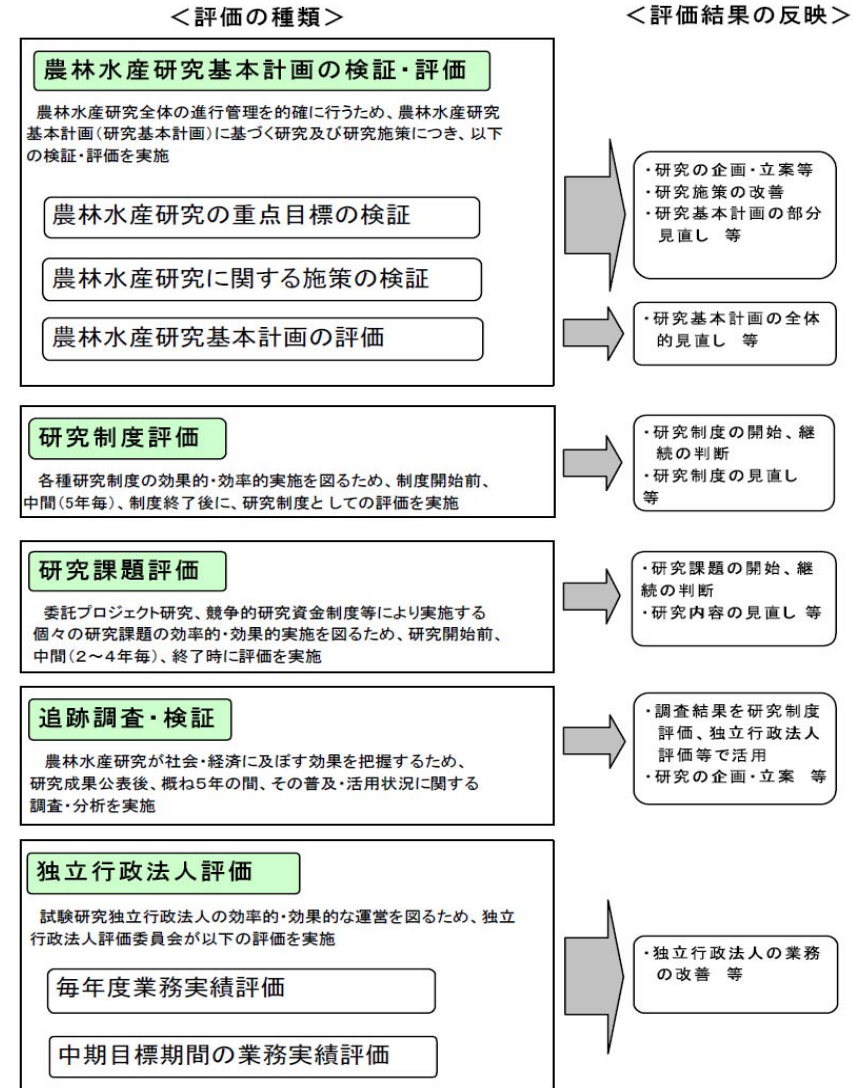 ＜評価の種類＞
＜評価結果の反映＞
農林水産研究基本計画の検証・評価
農林水産研究全体の進行管理を的確に行うため、農林水産研究
基本計画（研究基本計画）に基づく研究及び研究施策につき、以下
の検証・評価を実施
農林水産研究の重点目標の検証
農林水産研究に関する施策の検証
・研究の企画・立案等
・研究施策の改善
・研究基本計画の部分
見直し　等
農林水産研究基本計画の評価
・研究基本計画の全体
的見直し　等
研究制度評価
各種研究制度の効果的・効率的実施を図るため、制度開始前、
中間（5年毎）、制度終了後に、研究制度としての評価を実施
・研究制度の開始、継
続の判断
・研究制度の見直し
等
研究課題評価
委託プロジェクト研究、競争的研究資金制度等により実施する
個々の研究課題の効率的・効果的実施を図るため、研究開始前、
中間（２～４年毎）、終了時に評価を実施
・研究課題の開始、継
続の判断
・研究内容の見直し 等
追跡調査・検証
農林水産研究が社会・経済に及ぼす効果を把握するため、
研究成果公表後、概ね５年の間、その普及・活用状況に関する
調査・分析を実施
・調査結果を研究制度
評価、独立行政法人
評価等で活用
・研究の企画・立案　等
独立行政法人評価
試験研究独立行政法人の効率的・効果的な運営を図るため、独立
行政法人評価委員会が以下の評価を実施
毎年度業務実績評価
中期目標期間の業務実績評価
・独立行政法人の業務
の改善　等